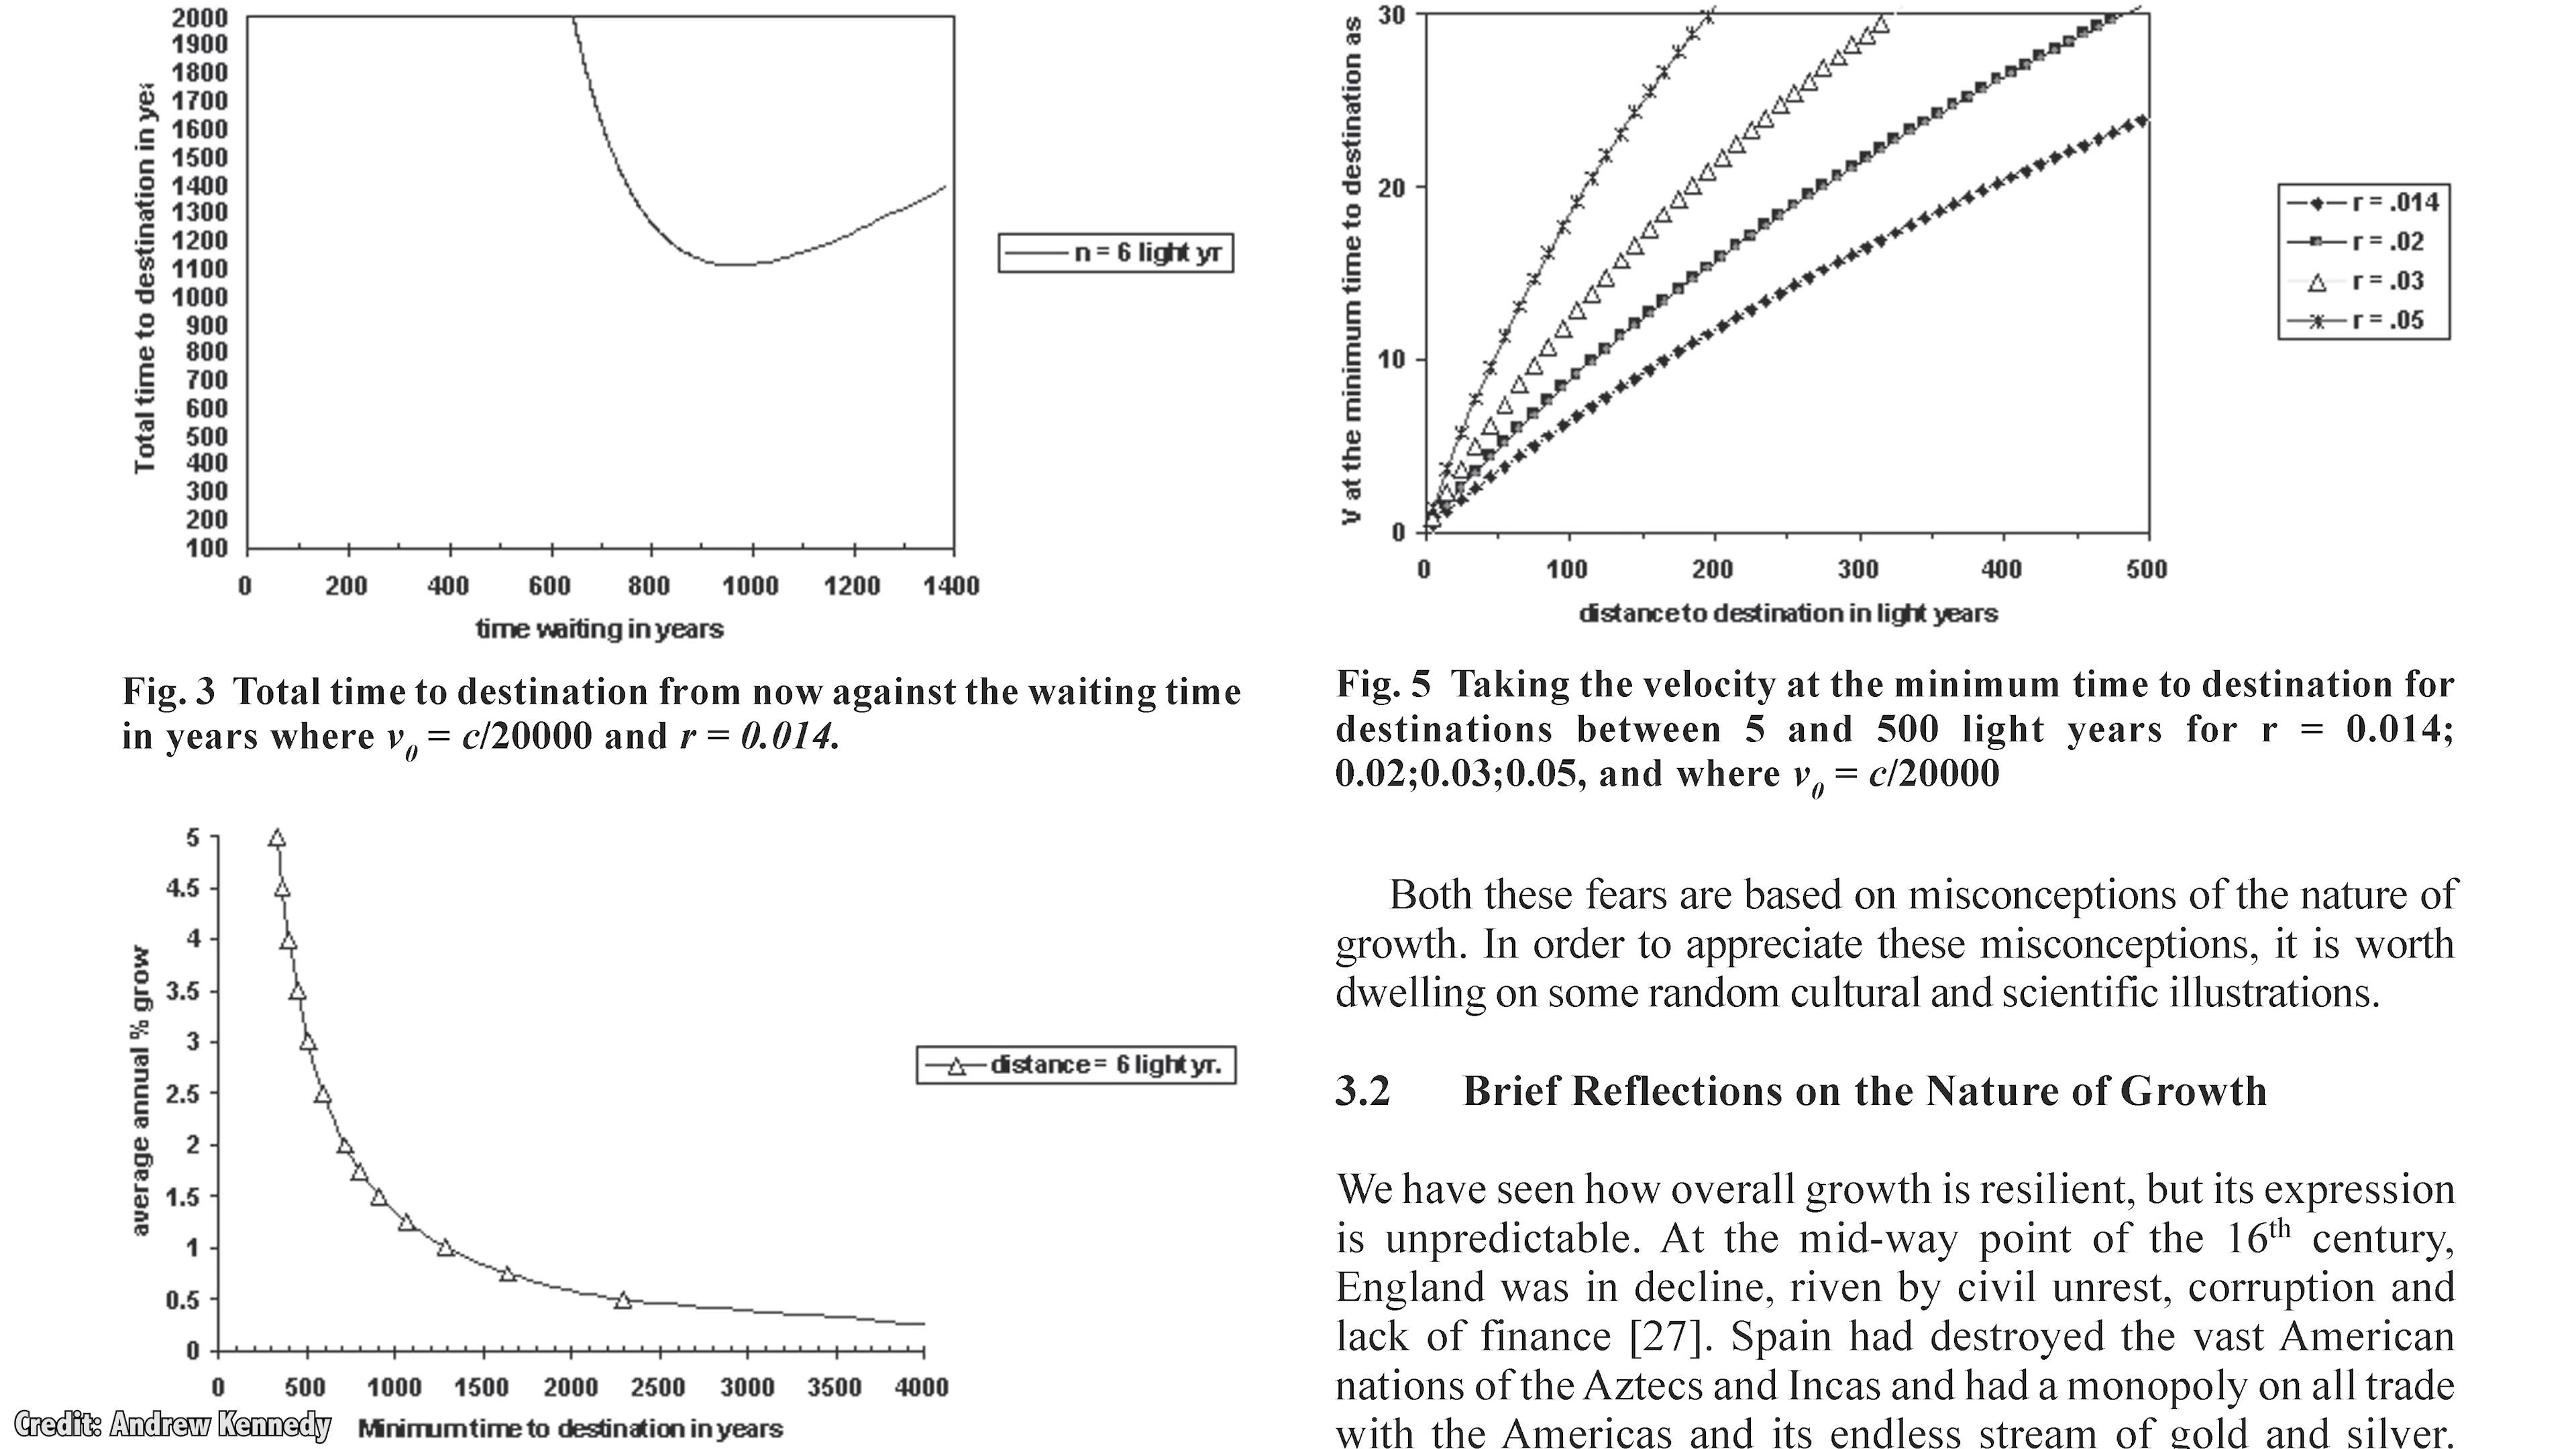 2000
1900
1800
1700
1600
1500
1400
1300
1200
1100
1000
900
800
700
600
500
400
300
200
100
Total time to destination in yea
0 200 400 600 800 1000 1200 1400
time waiting in years
n = 6 light yr
Fig. 3 Total time to destination from now against the waiting time
in years where v0 = c/20000 and r = 0.014.
5
4.5
4
3.5
3
2.5
2
1.5
1
0.5
0
average annual % grow
0 500 1000 1500 2000 2500 3000 3500 4000
Minimum time to destination in years
distance = 6 light yr.
Credit: Andrew Kennedy
30
20
10
0
V at the minimum time to destination as
0 100 200 300 400 500
distance to destination in light years
r = .014
r = .02
r = .03
r = .05
Fig. 5 Taking the velocity at the minimum time to destination for
destinations between 5 and 500 light years for r = 0.014;
0.02;0.03;0.05, and where v0 = c/20000
Both these fears are based on misconceptions of the nature of
growth. In order to appreciate these misconceptions, it is worth
dwelling on some random cultural and scientific illustrations.
3.2 Brief Reflections on the Nature of Growth
We have seen how overall growth is resilient, but its expression
is unpredictable. At the mid-way point of the 16th century,
England was in decline, riven by civil unrest, corruption and
lack of finance [27]. Spain had destroyed the vast American
nations of the Aztecs and Incas and had a monopoly on all trade
with the Americas and its endless stream of gold and silver.